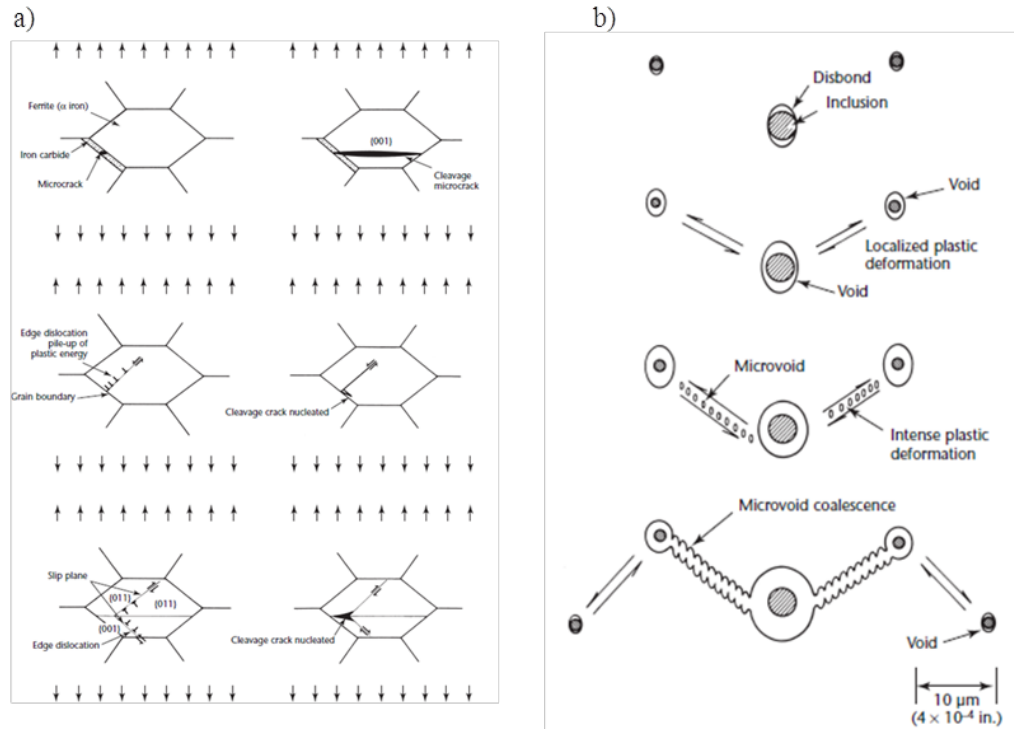 a)
Ferrite (α iron)
Iron carbide
Microcrack
(001)
Cleavage
microcrack
Edge dislocation
pile-up of
plastic energy
Grain boundary
Cleavage crack nucleated
Slip plane
(011)
(011)
(001)
Edge dislocation
Cleavage crack nucleated
b)
Disbond
Inclusion
Void
Localized plastic
deformation
Void
Microvoid
Intense plastic
deformation
Microvoid coalescence
Void
10 μm
(4 × 10⁻⁴ in.)